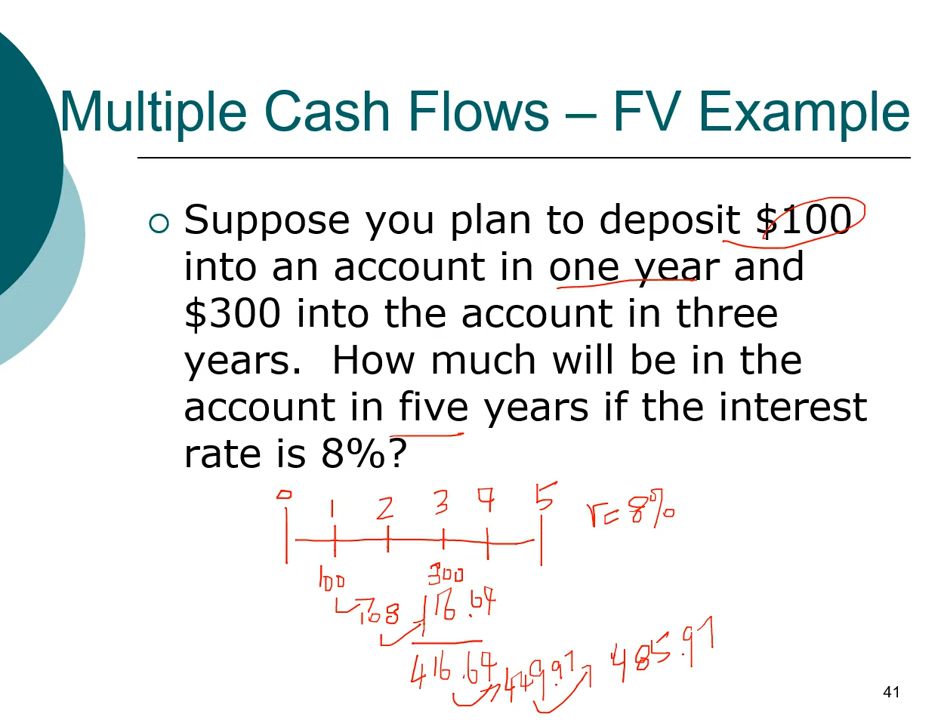 Multiple Cash Flows – FV Example
Suppose you plan to deposit $100
into an account in one year and
$300 into the account in three
years. How much will be in the
account in five years if the interest
rate is 8%?
0 1 2 3 4 5 r = 8%
100 300
108 116.64
416.64 449.97 485.97
41